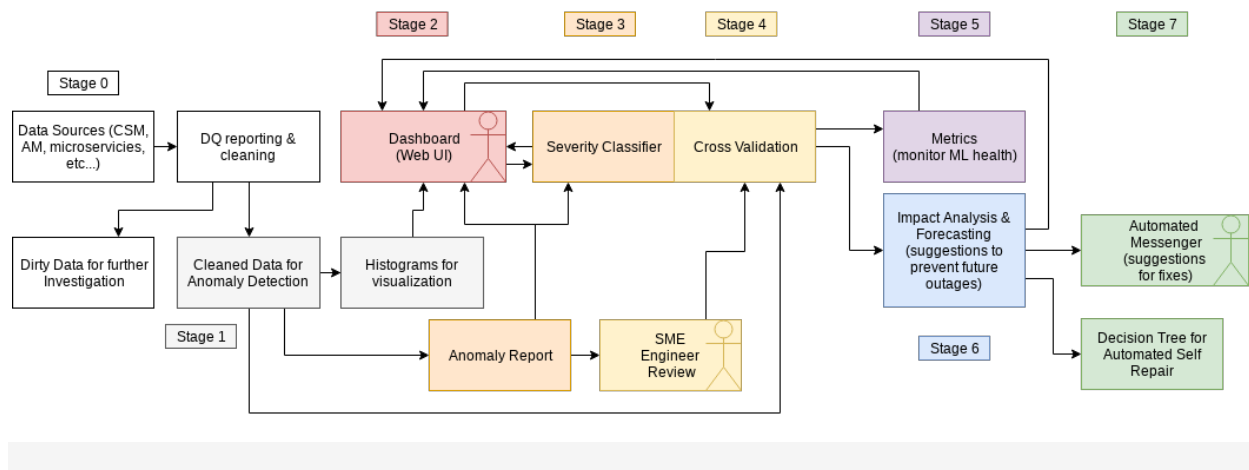 Stage 2
Stage 3
Stage 4
Stage 5
Stage 7
Stage 0
Data Sources (CSM,
AM, microservicies,
etc...)
DQ reporting &
cleaning
Dashboard
(Web UI)
Severity Classifier
Cross Validation
Metrics
(monitor ML health)
Dirty Data for further
Investigation
Cleaned Data for
Anomaly Detection
Histograms for
visualization
Impact Analysis &
Forecasting
(suggestions to
prevent future
outages)
Automated
Messenger
(suggestions
for fixes)
Stage 1
Anomaly Report
SME
Engineer
Review
Stage 6
Decision Tree for
Automated Self
Repair